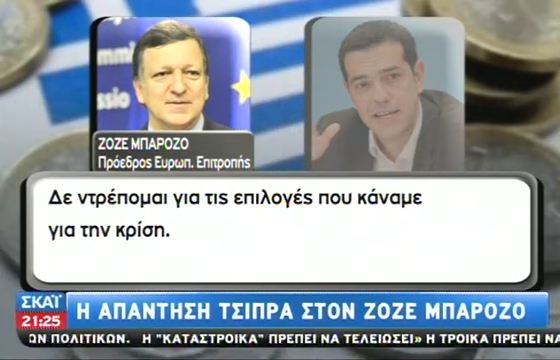 ΖΟΖΕ ΜΠΑΡΟΖΟ
Πρόεδρος Ευρωπ. Επιτροπής
Δε ντρέπομαι για τις επιλογές που κάναμε
για την κρίση.
ΣΚΑΪ
21:25
Η ΑΠΑΝΤΗΣΗ ΤΣΙΠΡΑ ΣΤΟΝ ΖΟΖΕ ΜΠΑΡΟΖΟ
ΩΝ ΠΟΛΙΤΙΚΩΝ. Η "ΚΑΤΑΣΤΡΟΪΚΑ" ΠΡΕΠΕΙ ΝΑ ΤΕΛΕΙΩΣΕΙ» Η ΤΡΟΙΚΑ ΠΡΕΠΕΙ ΝΑ